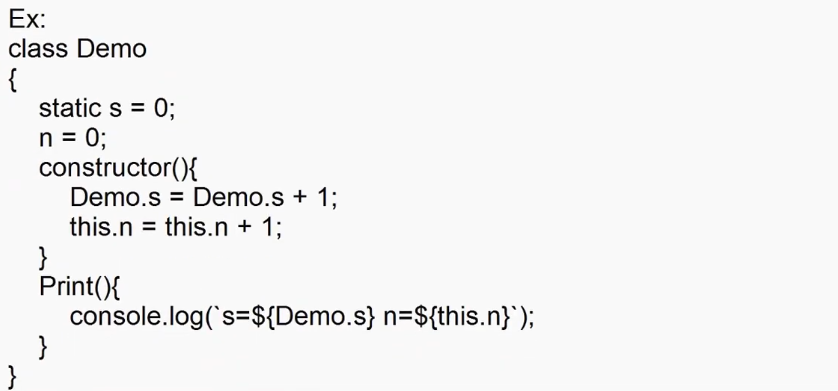 Ex:
class Demo
{
static s = 0;
n = 0;
constructor(){
Demo.s = Demo.s + 1;
this.n = this.n + 1;
}
Print(){
console.log(`s=${Demo.s} n=${this.n}`);
}
}